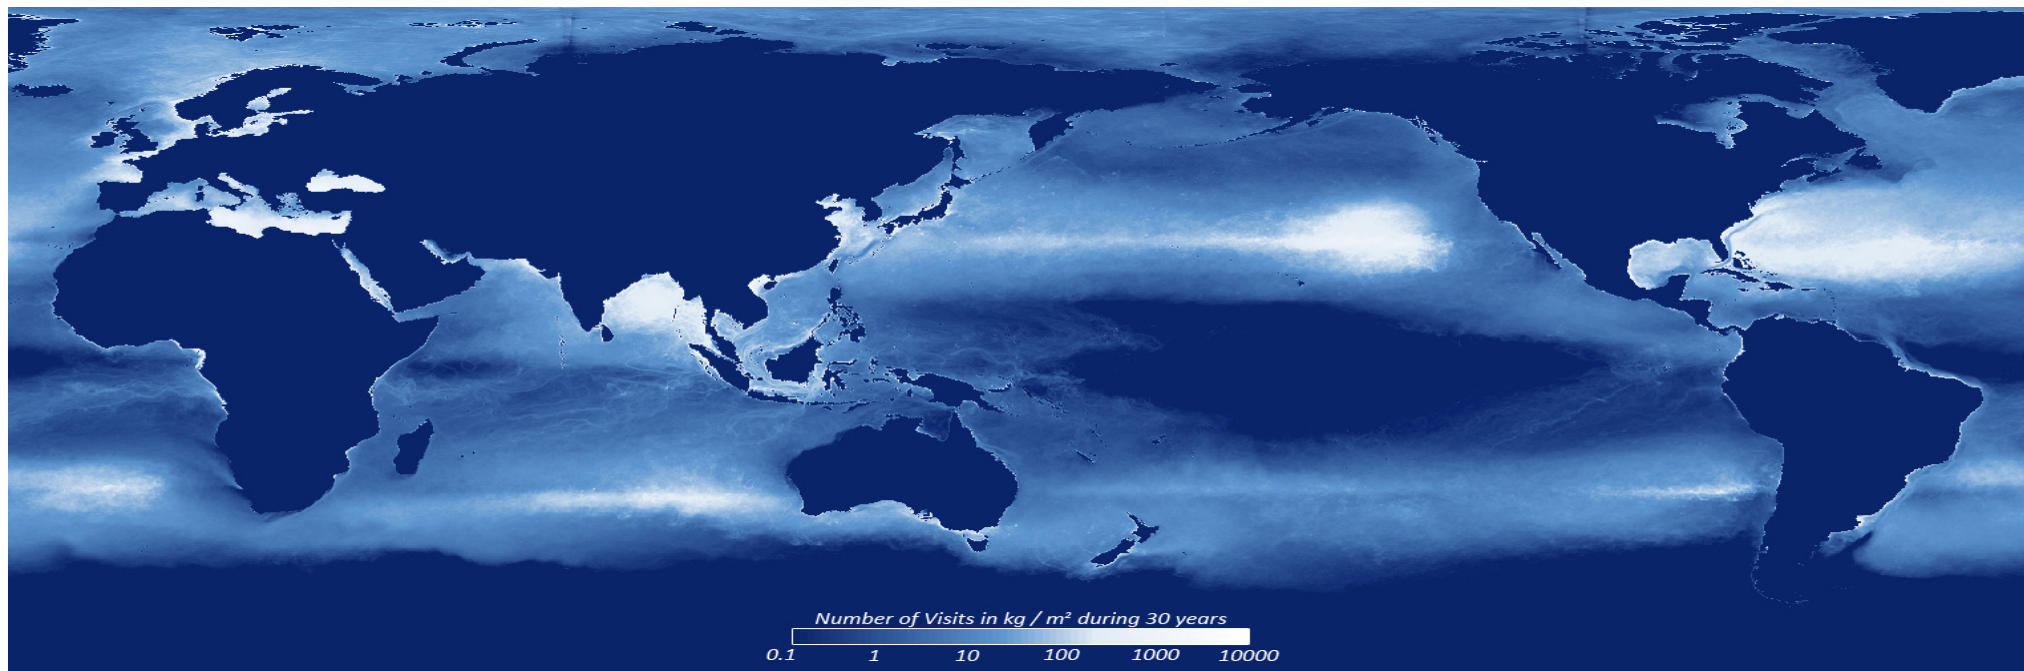 Number of Visits in kg / m² during 30 years
0.1 1 10 100 1000 10000